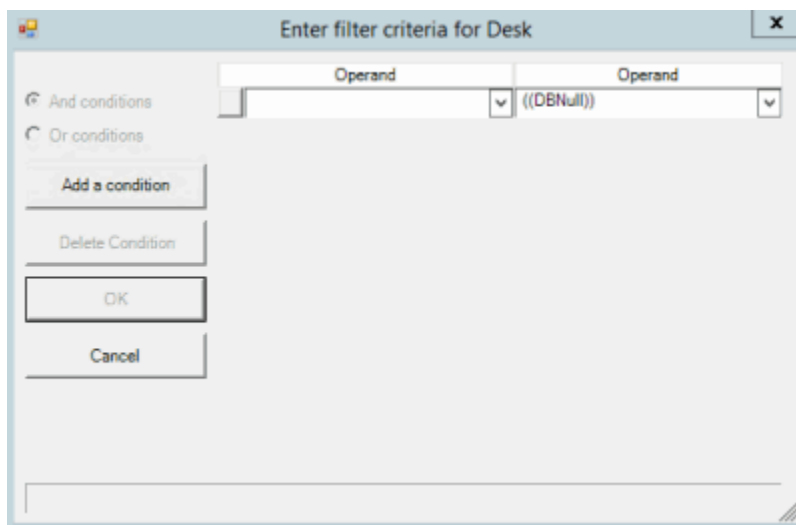 Enter filter criteria for Desk
x
Operand Operand
And conditions
((DBNull))
Or conditions
Add a condition
Delete Condition
OK
Cancel